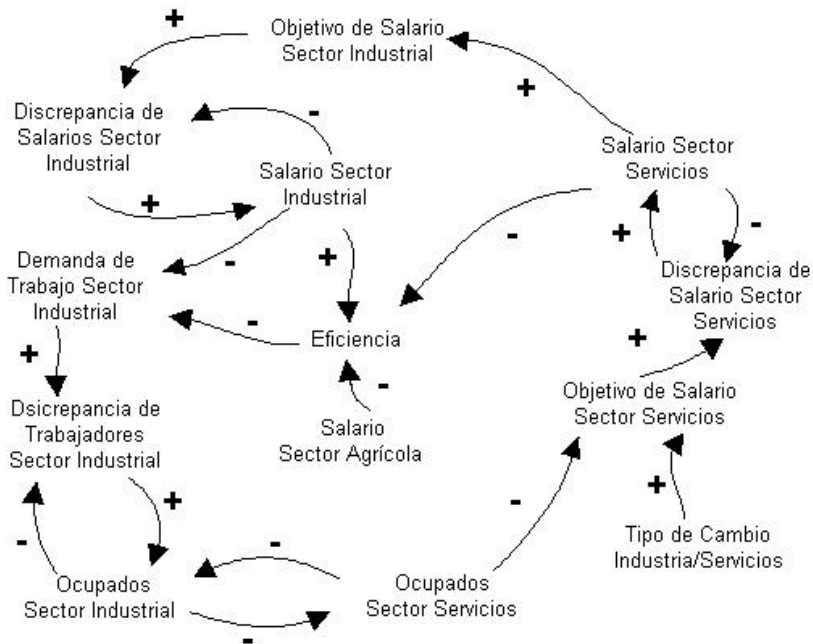 +
Objetivo de Salario
Sector Industrial
+
Discrepancia de
Salarios Sector
Industrial
-
Salario Sector
Industrial
+
Salario Sector
Servicios
-
+
-
+
-
Demanda de
Trabajo Sector
Industrial
-
+
Discrepancia de
Salario Sector
Servicios
-
Eficiencia
+
+
-
Objetivo de Salario
Sector Servicios
Dsicrepancia de
Trabajadores
Sector Industrial
Salario
Sector Agrícola
+
-
+
-
Tipo de Cambio
Industria/Servicios
-
Ocupados
Sector Industrial
Ocupados
Sector Servicios
-